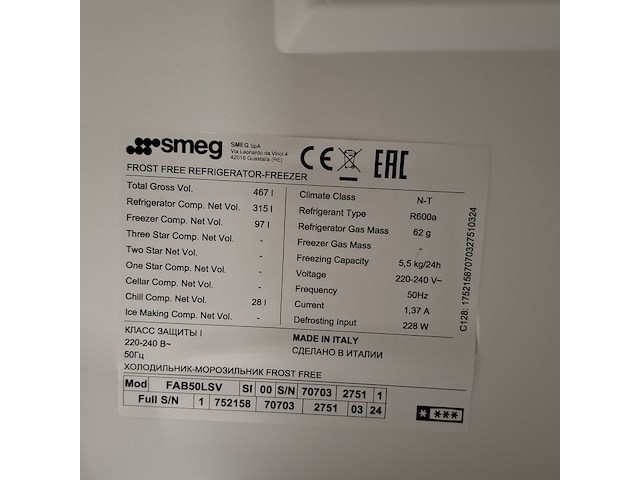 smeg
SMEG SpA
Via Leonardo da Vinci 4
42016 Guastalla (RE)
CE
EAC
FROST FREE REFRIGERATOR-FREEZER
Total Gross Vol. 467 l
Refrigerator Comp. Net Vol. 315 l
Freezer Comp. Net Vol. 97 l
Three Star Comp. Net Vol. -
Two Star Net Vol. -
One Star Comp. Net Vol. -
Cellar Comp. Net Vol. -
Chill Comp. Net Vol. 28 l
Ice Making Comp. Net Vol. -
Climate Class N-T
Refrigerant Type R600a
Refrigerator Gas Mass 62 g
Freezer Gas Mass -
Freezing Capacity 5,5 kg/24h
Voltage 220-240 V~
Frequency 50Hz
Current 1,37 A
Defrosting Input 228 W
КЛАСС ЗАЩИТЫ I
220-240 В~
50Гц
MADE IN ITALY
СДЕЛАНО В ИТАЛИИ
ХОЛОДИЛЬНИК-МОРОЗИЛЬНИК FROST FREE
Mod FAB50LSV SI 00 S/N 70703 2751 1
Full S/N 1 752158 70703 2751 03 24
* ***
C128: 17521587070327510324